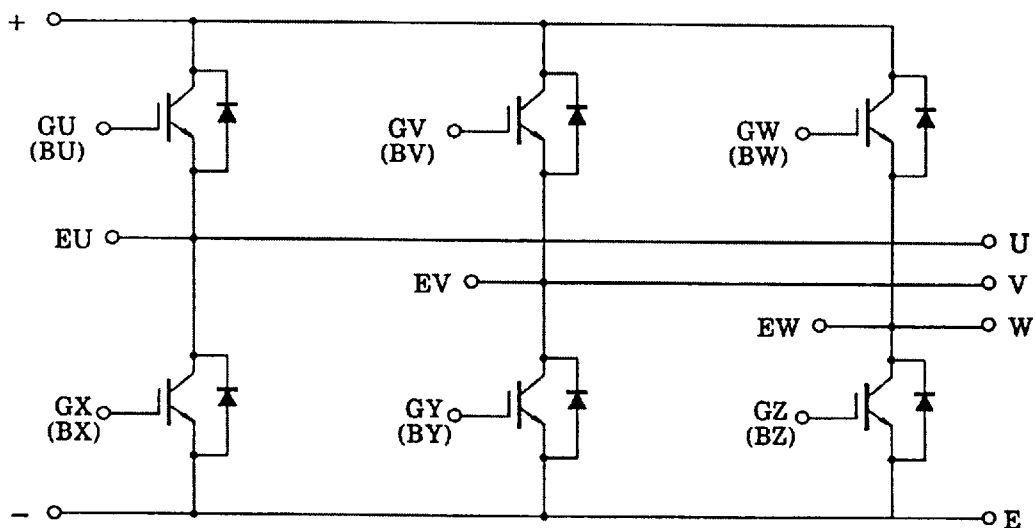 +
GU
(BU)
GV
(BV)
GW
(BW)
EU
U
EV
V
EW
W
GX
(BX)
GY
(BY)
GZ
(BZ)
−
E